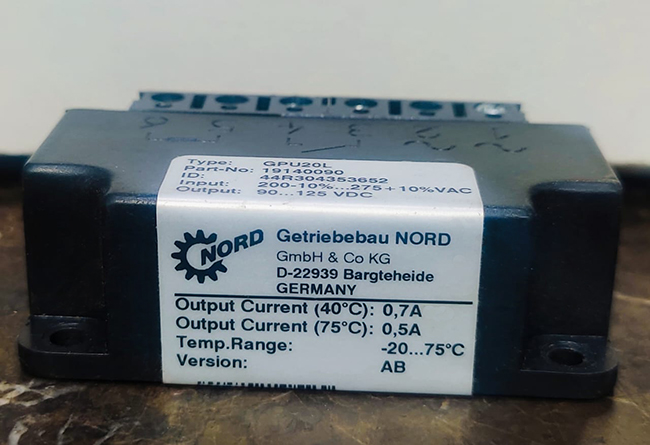 Type: GPU20L
Part-No: 19140090
ID: 44R304353652
Input: 200-10%...275+10%VAC
Output: 90...125 VDC
NORD
Getriebebau NORD
GmbH & Co KG
D-22939 Bargteheide
GERMANY
Output Current (40°C): 0,7A
Output Current (75°C): 0,5A
Temp.Range: -20...75°C
Version: AB